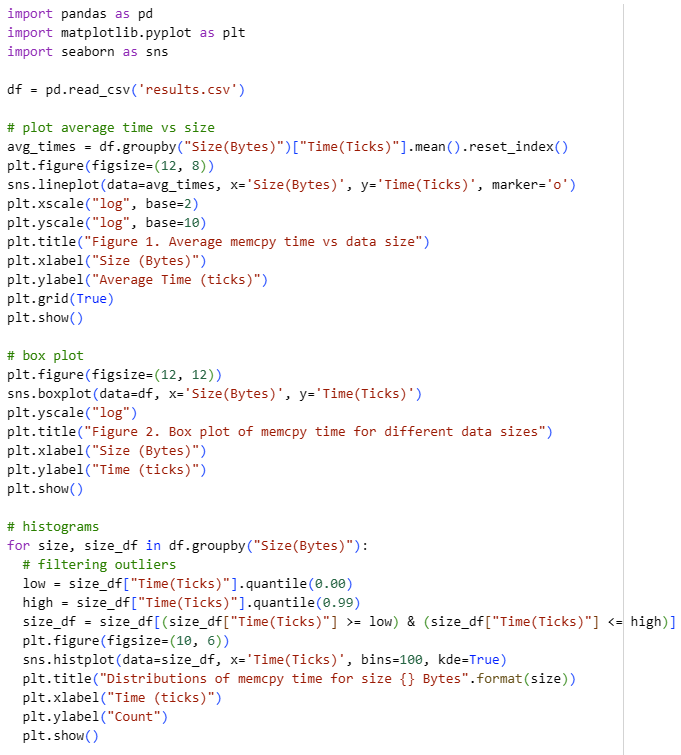 import pandas as pd
import matplotlib.pyplot as plt
import seaborn as sns

df = pd.read_csv('results.csv')

# plot average time vs size
avg_times = df.groupby("Size(Bytes)")["Time(Ticks)"].mean().reset_index()
plt.figure(figsize=(12, 8))
sns.lineplot(data=avg_times, x='Size(Bytes)', y='Time(Ticks)', marker='o')
plt.xscale("log", base=2)
plt.yscale("log", base=10)
plt.title("Figure 1. Average memcpy time vs data size")
plt.xlabel("Size (Bytes)")
plt.ylabel("Average Time (ticks)")
plt.grid(True)
plt.show()

# box plot
plt.figure(figsize=(12, 12))
sns.boxplot(data=df, x='Size(Bytes)', y='Time(Ticks)')
plt.yscale("log")
plt.title("Figure 2. Box plot of memcpy time for different data sizes")
plt.xlabel("Size (Bytes)")
plt.ylabel("Time (ticks)")
plt.show()

# histograms
for size, size_df in df.groupby("Size(Bytes)"):
  # filtering outliers
  low = size_df["Time(Ticks)"].quantile(0.00)
  high = size_df["Time(Ticks)"].quantile(0.99)
  size_df = size_df[(size_df["Time(Ticks)"] >= low) & (size_df["Time(Ticks)"] <= high)]
  plt.figure(figsize=(10, 6))
  sns.histplot(data=size_df, x='Time(Ticks)', bins=100, kde=True)
  plt.title("Distributions of memcpy time for size {} Bytes".format(size))
  plt.xlabel("Time (ticks)")
  plt.ylabel("Count")
  plt.show()